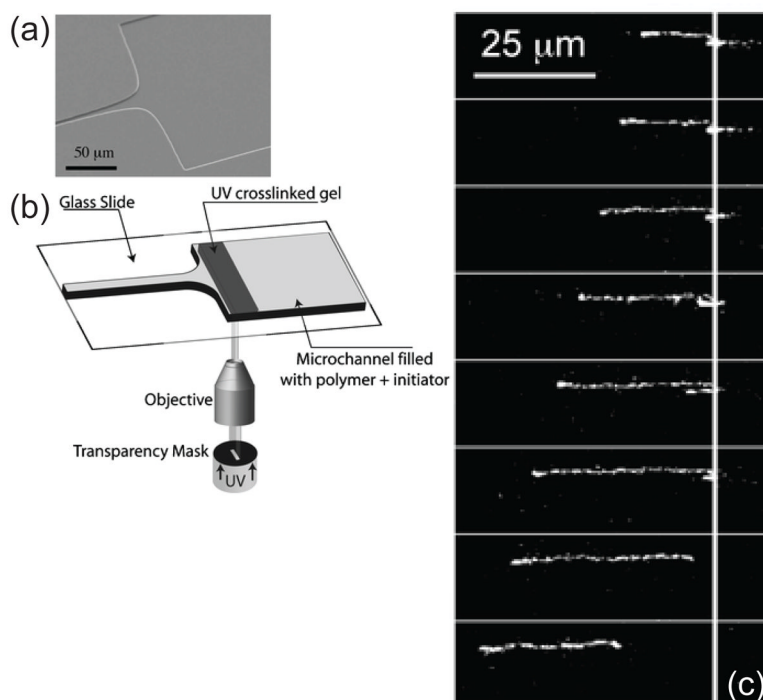 (a)
50 μm
(b)
Glass Slide
UV crosslinked gel
Microchannel filled
with polymer + initiator
Objective
Transparency Mask
UV
25 μm
(c)